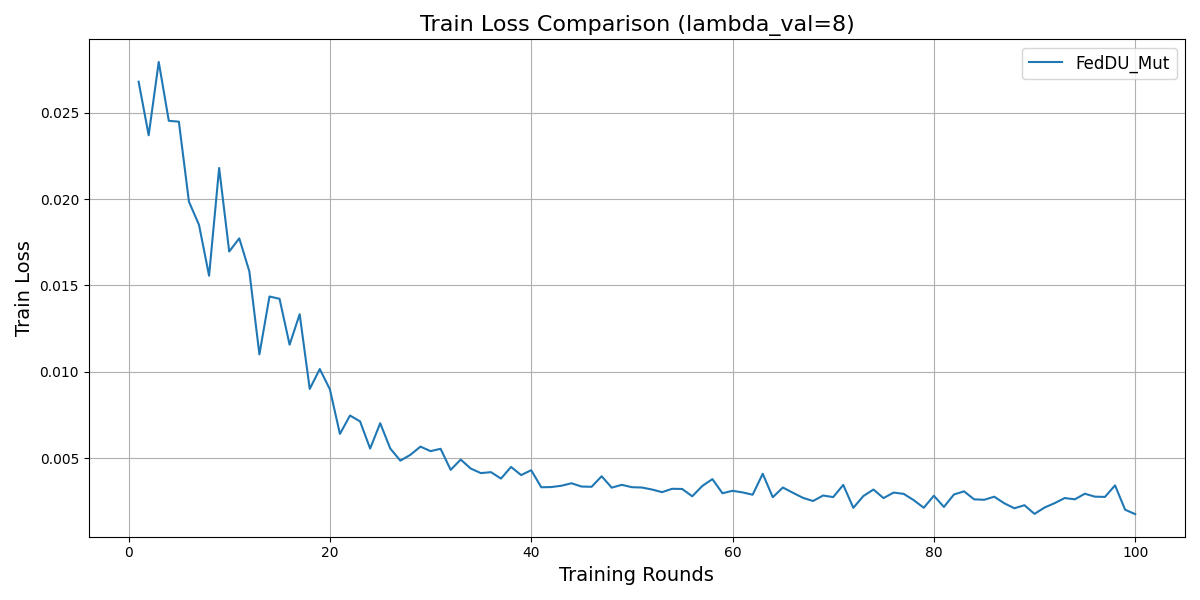 Train Loss Comparison (lambda_val=8)
FedDU_Mut
Train Loss
0.025
0.020
0.015
0.010
0.005
0 20 40 60 80 100
Training Rounds